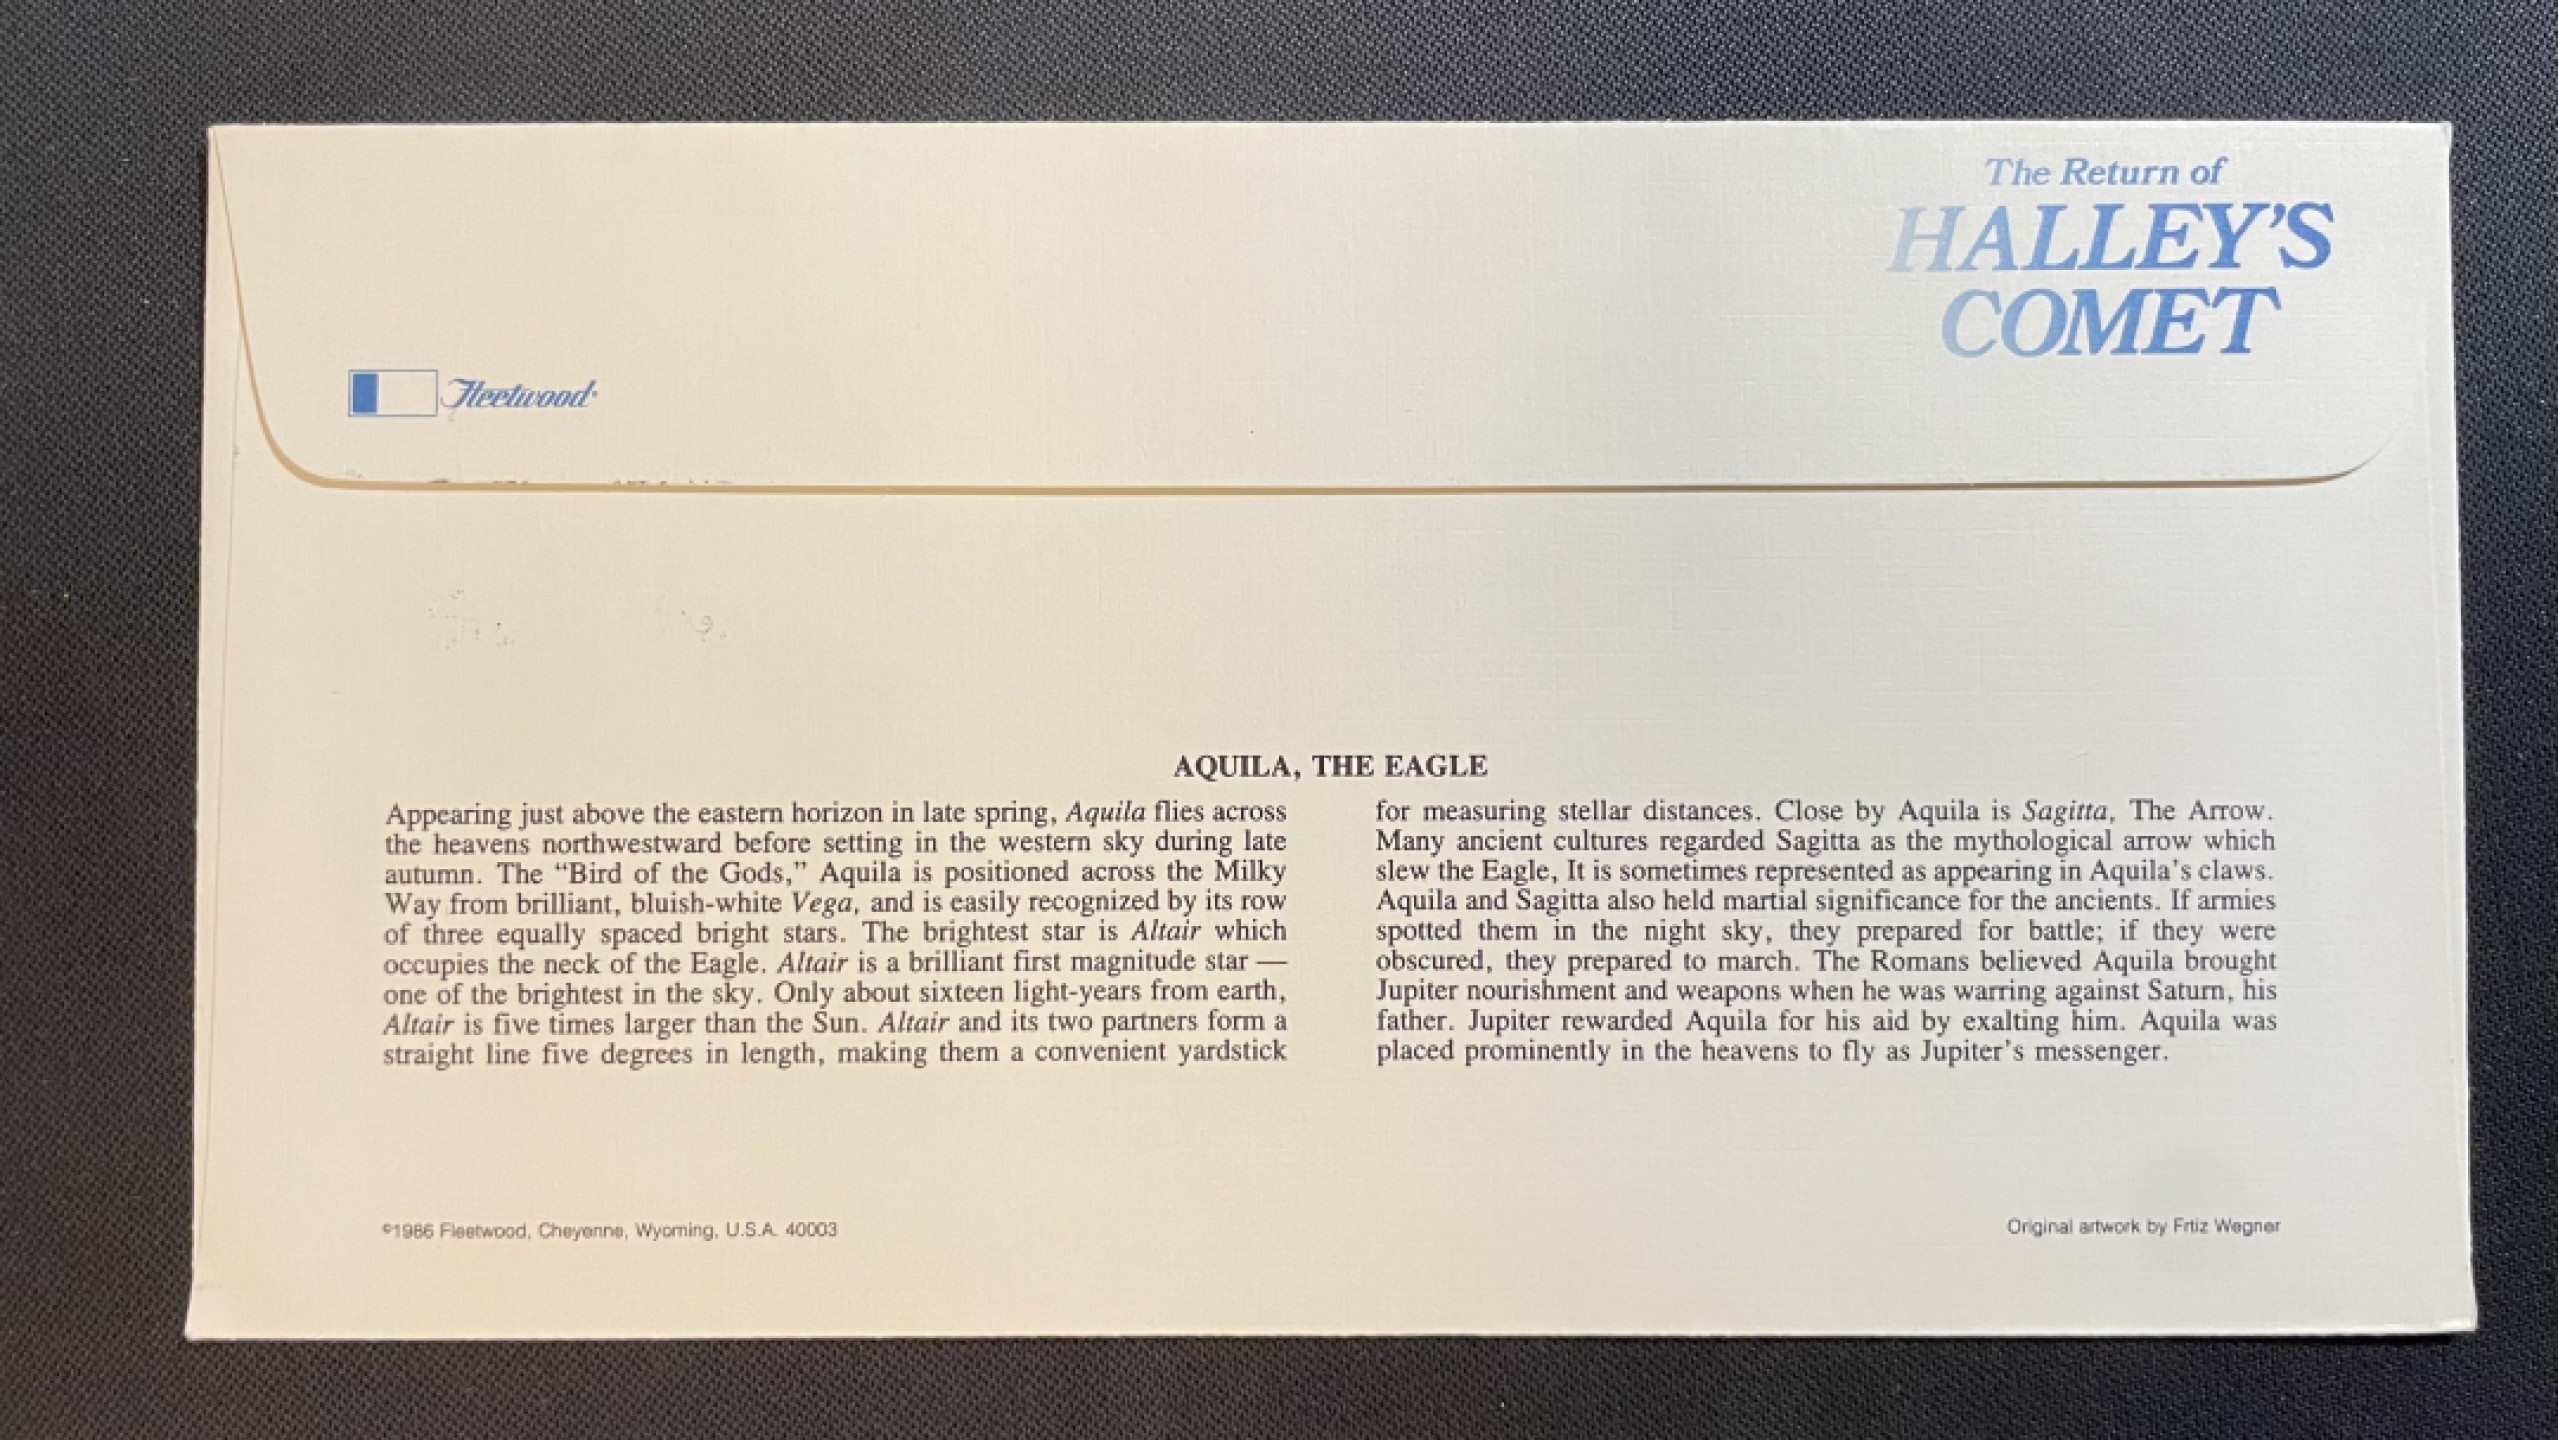 The Return of
HALLEY'S
COMET
Fleetwood
AQUILA, THE EAGLE
Appearing just above the eastern horizon in late spring, Aquila flies across
the heavens northwestward before setting in the western sky during late
autumn. The “Bird of the Gods,” Aquila is positioned across the Milky
Way from brilliant, bluish-white Vega, and is easily recognized by its row
of three equally spaced bright stars. The brightest star is Altair which
occupies the neck of the Eagle. Altair is a brilliant first magnitude star —
one of the brightest in the sky. Only about sixteen light-years from earth,
Altair is five times larger than the Sun. Altair and its two partners form a
straight line five degrees in length, making them a convenient yardstick
for measuring stellar distances. Close by Aquila is Sagitta, The Arrow.
Many ancient cultures regarded Sagitta as the mythological arrow which
slew the Eagle, It is sometimes represented as appearing in Aquila's claws.
Aquila and Sagitta also held martial significance for the ancients. If armies
spotted them in the night sky, they prepared for battle; if they were
obscured, they prepared to march. The Romans believed Aquila brought
Jupiter nourishment and weapons when he was warring against Saturn, his
father. Jupiter rewarded Aquila for his aid by exalting him. Aquila was
placed prominently in the heavens to fly as Jupiter's messenger.
©1986 Fleetwood, Cheyenne, Wyoming, U.S.A. 40003
Original artwork by Frtiz Wegner